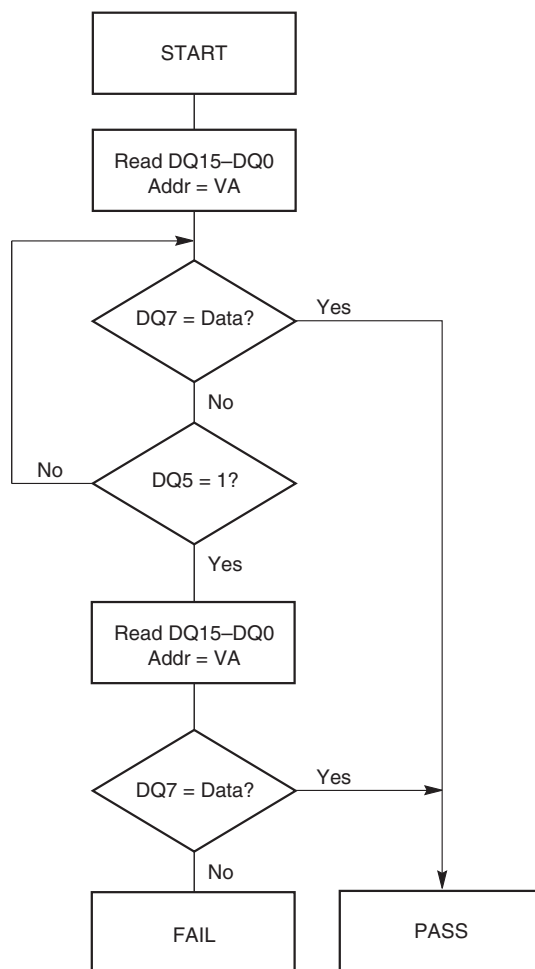 START
Read DQ15–DQ0
Addr = VA
DQ7 = Data?
Yes
No
No
DQ5 = 1?
Yes
Read DQ15–DQ0
Addr = VA
DQ7 = Data?
Yes
No
FAIL
PASS